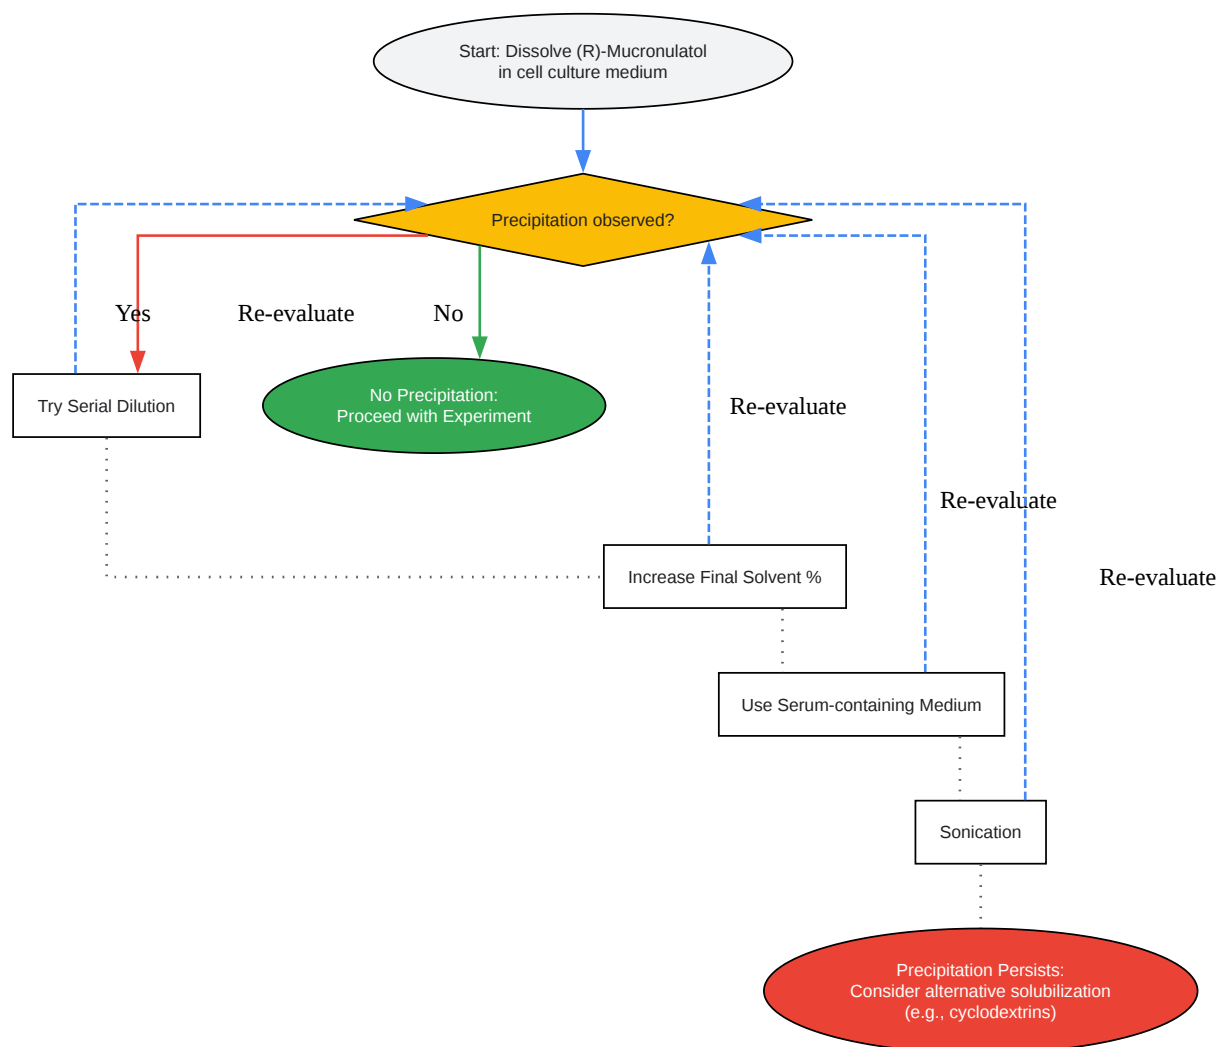 Start: Dissolve (R)-Mucronulatol
in cell culture medium
Precipitation observed?
Yes
Re-evaluate
No
Try Serial Dilution
No Precipitation:
Proceed with Experiment
Re-evaluate
Re-evaluate
Increase Final Solvent %
Re-evaluate
Use Serum-containing Medium
Sonication
Precipitation Persists:
Consider alternative solubilization
(e.g., cyclodextrins)